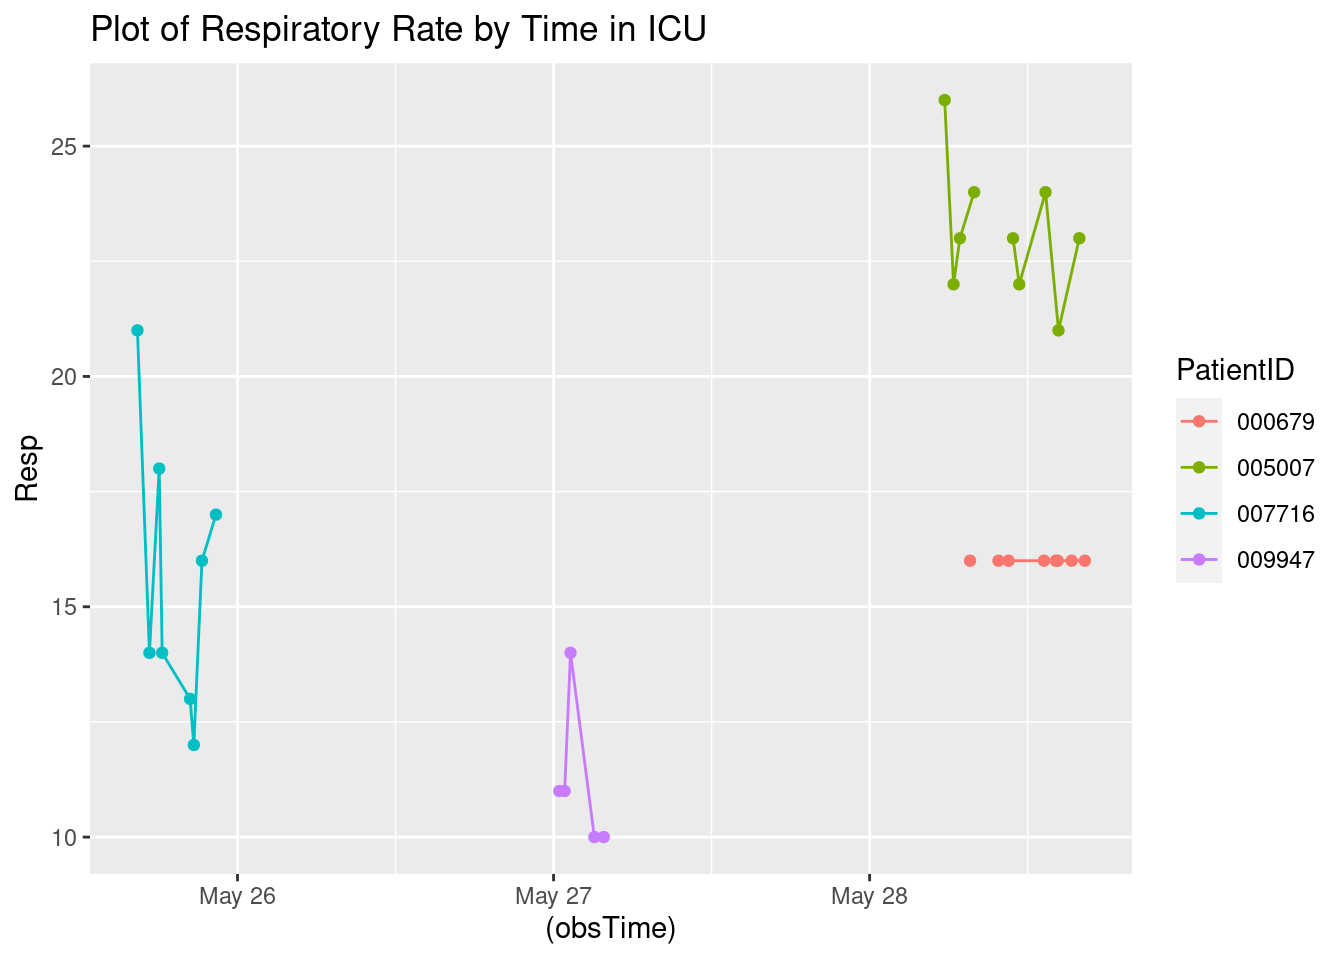 Plot of Respiratory Rate by Time in ICU
25
20
15
10
Resp
May 26
May 27
May 28
(obsTime)
PatientID
000679
005007
007716
009947